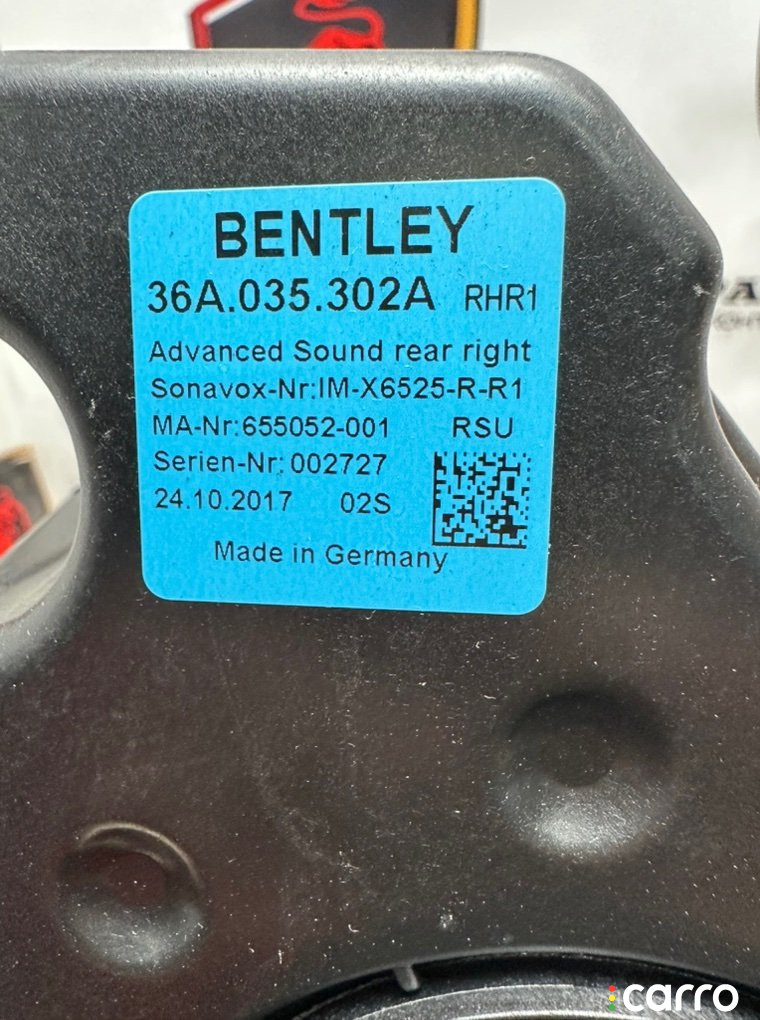 BENTLEY
36A.035.302A RHR1
Advanced Sound rear right
Sonavox-Nr:IM-X6525-R-R1
MA-Nr:655052-001 RSU
Serien-Nr: 002727
24.10.2017 02S
Made in Germany
carro